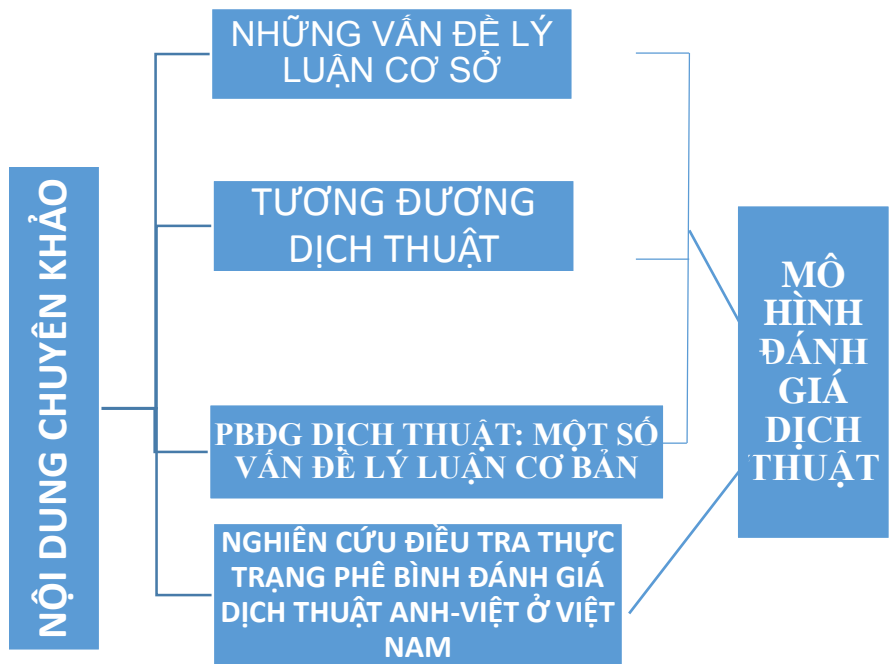 NỘI DUNG CHUYÊN KHẢO
NHỮNG VẤN ĐỀ LÝ
LUẬN CƠ SỞ
TƯƠNG ĐƯƠNG
DỊCH THUẬT
PBĐG DỊCH THUẬT: MỘT SỐ
VẤN ĐỀ LÝ LUẬN CƠ BẢN
NGHIÊN CỨU ĐIỀU TRA THỰC
TRẠNG PHÊ BÌNH ĐÁNH GIÁ
DỊCH THUẬT ANH-VIỆT Ở VIỆT
NAM
MÔ
HÌNH
ĐÁNH
GIÁ
DỊCH
THUẬT